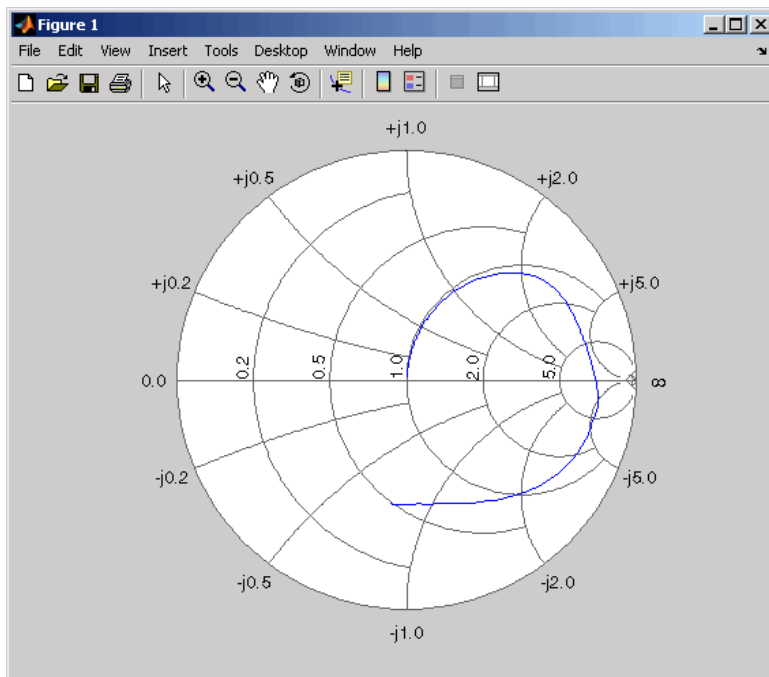 Figure 1
File Edit View Insert Tools Desktop Window Help
+j1.0
+j0.5
+j2.0
+j0.2
+j5.0
0.0
0.2
0.5
1.0
2.0
5.0
∞
-j0.2
-j5.0
-j0.5
-j2.0
-j1.0